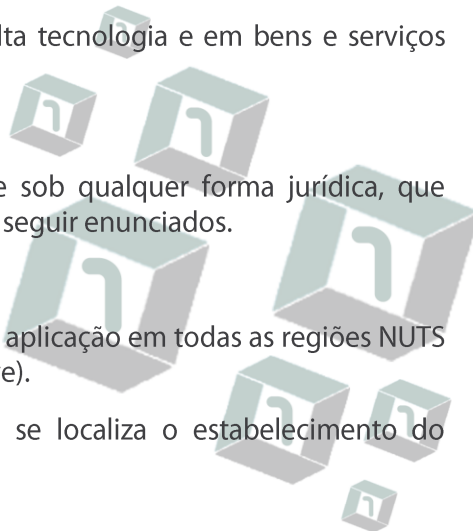 lta tecnologia e em bens e serviços
e sob qualquer forma jurídica, que
seguir enunciados.
aplicação em todas as regiões NUTS
e).
se localiza o estabelecimento do